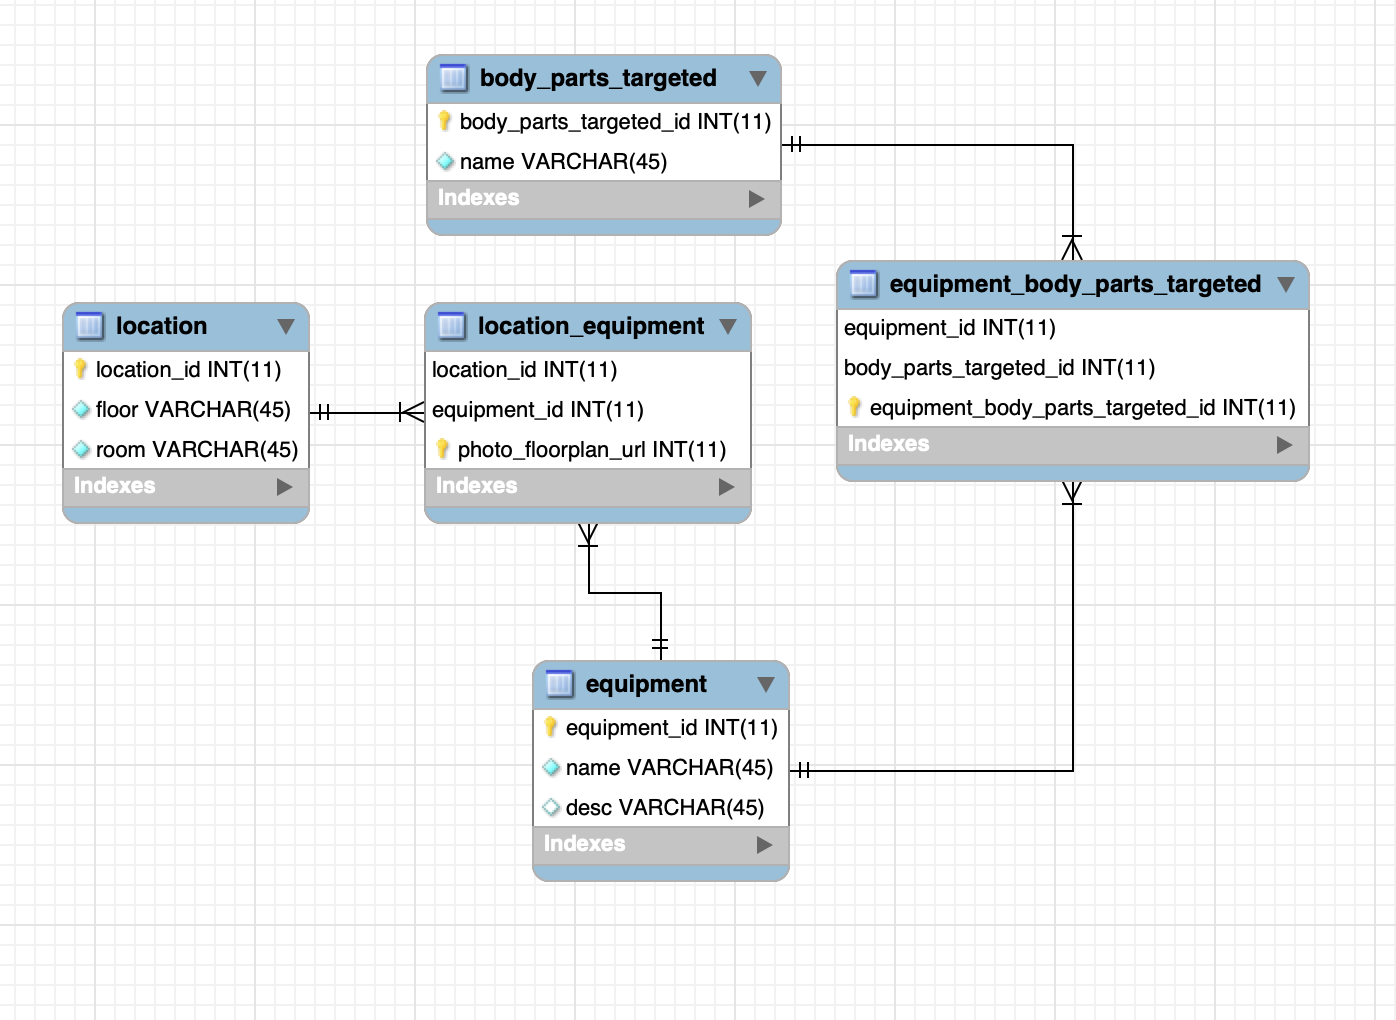 body_parts_targeted
body_parts_targeted_id INT(11)
name VARCHAR(45)
Indexes
location
location_id INT(11)
floor VARCHAR(45)
room VARCHAR(45)
Indexes
location_equipment
location_id INT(11)
equipment_id INT(11)
photo_floorplan_url INT(11)
Indexes
equipment_body_parts_targeted
equipment_id INT(11)
body_parts_targeted_id INT(11)
equipment_body_parts_targeted_id INT(11)
Indexes
equipment
equipment_id INT(11)
name VARCHAR(45)
desc VARCHAR(45)
Indexes